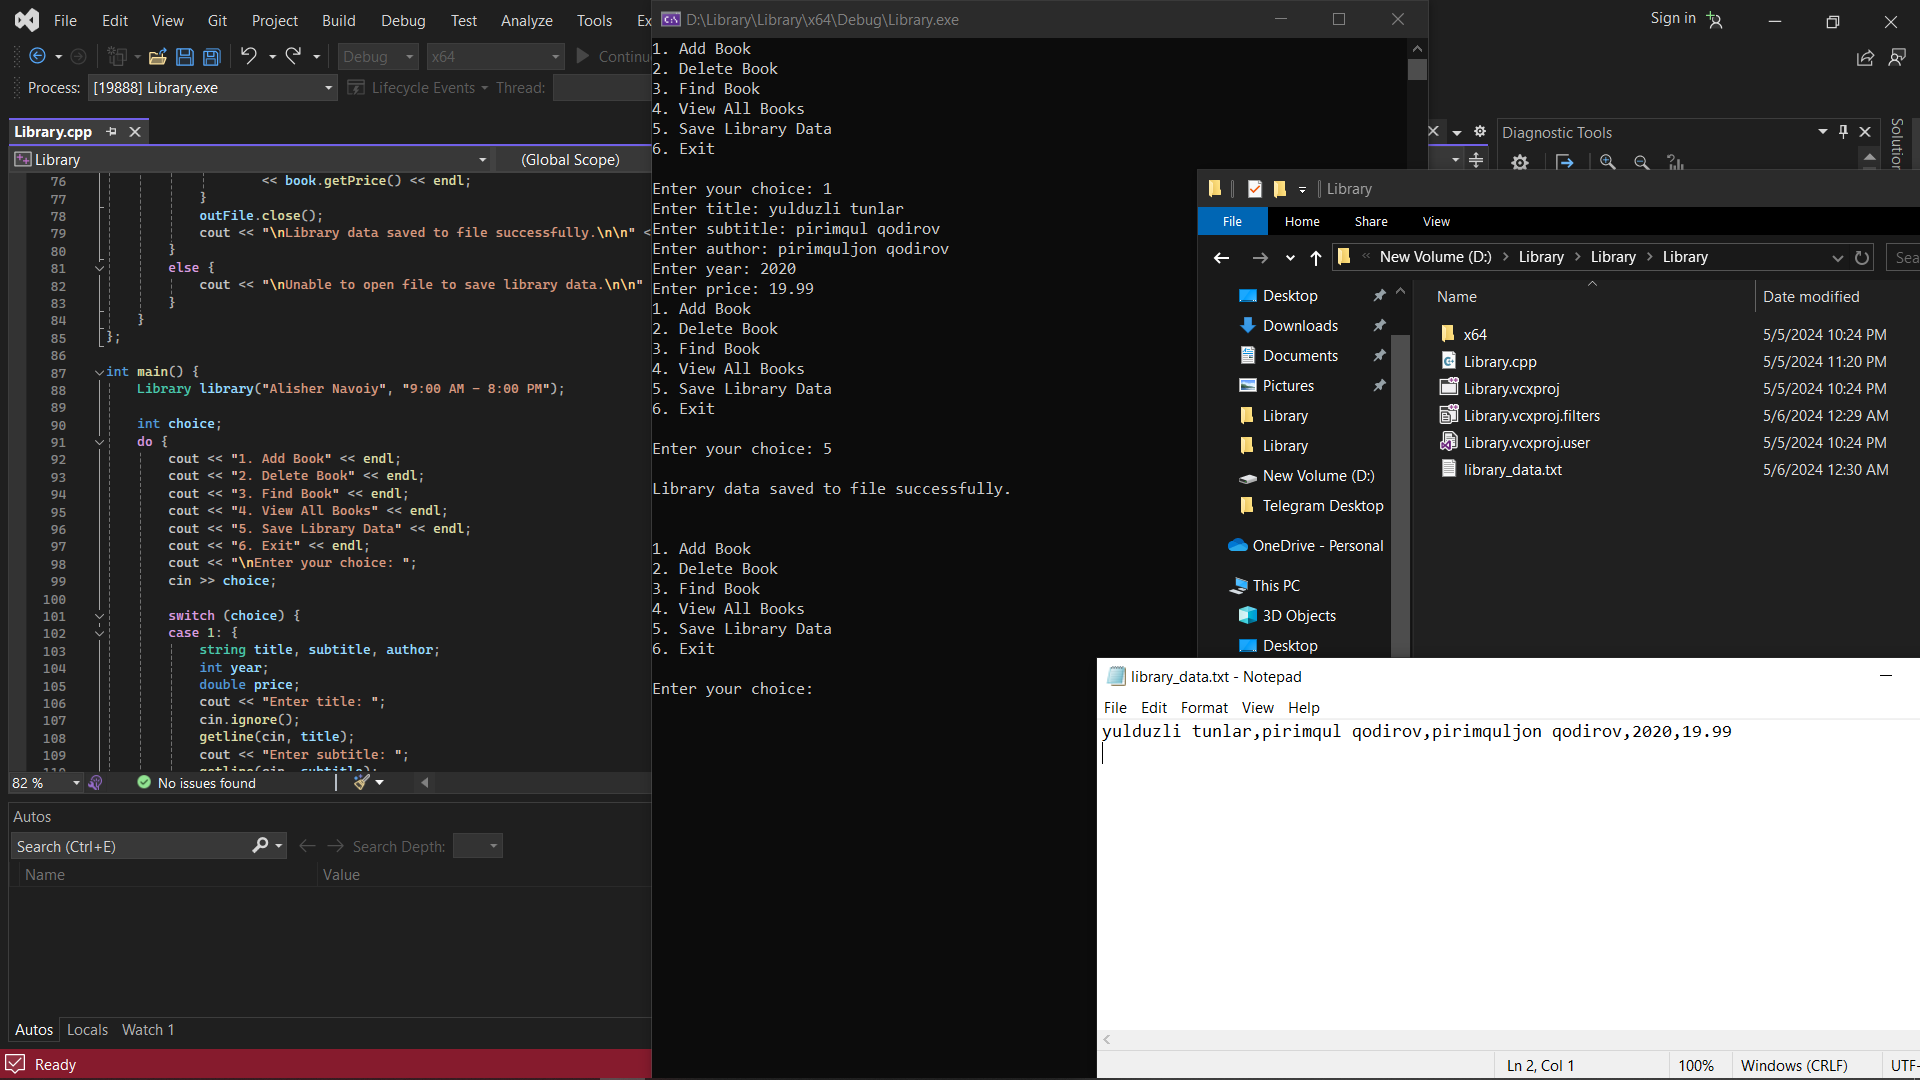 File Edit View Git Project Build Debug Test Analyze Tools Ex
Debug x64 Continu
Process: [19888] Library.exe Lifecycle Events Thread:
Library.cpp
Library (Global Scope)
76 << book.getPrice() << endl;
77 }
78 outFile.close();
79 cout << "\nLibrary data saved to file successfully.\n\n" <
80 }
81 else {
82 cout << "\nUnable to open file to save library data.\n\n"
83 }
84 }
85 };
86
87 int main() {
88 Library library("Alisher Navoiy", "9:00 AM - 8:00 PM");
89
90 int choice;
91 do {
92 cout << "1. Add Book" << endl;
93 cout << "2. Delete Book" << endl;
94 cout << "3. Find Book" << endl;
95 cout << "4. View All Books" << endl;
96 cout << "5. Save Library Data" << endl;
97 cout << "6. Exit" << endl;
98 cout << "\nEnter your choice: ";
99 cin >> choice;
100
101 switch (choice) {
102 case 1: {
103 string title, subtitle, author;
104 int year;
105 double price;
106 cout << "Enter title: ";
107 cin.ignore();
108 getline(cin, title);
109 cout << "Enter subtitle: ";
110 getline(cin, subtitle);
82 % No issues found
Autos
Search (Ctrl+E) Search Depth:
Name Value
Autos Locals Watch 1
Ready
D:\Library\Library\x64\Debug\Library.exe
1. Add Book
2. Delete Book
3. Find Book
4. View All Books
5. Save Library Data
6. Exit
Enter your choice: 1
Enter title: yulduzli tunlar
Enter subtitle: pirimqul qodirov
Enter author: pirimquljon qodirov
Enter year: 2020
Enter price: 19.99
1. Add Book
2. Delete Book
3. Find Book
4. View All Books
5. Save Library Data
6. Exit
Enter your choice: 5
Library data saved to file successfully.
1. Add Book
2. Delete Book
3. Find Book
4. View All Books
5. Save Library Data
6. Exit
Enter your choice:
Sign in
Diagnostic Tools
Solution
Library
File Home Share View
« New Volume (D:) > Library > Library > Library Sea
Desktop
Downloads
Documents
Pictures
Library
Library
New Volume (D:)
Telegram Desktop
OneDrive - Personal
This PC
3D Objects
Desktop
Name Date modified
x64 5/5/2024 10:24 PM
Library.cpp 5/5/2024 11:20 PM
Library.vcxproj 5/5/2024 10:24 PM
Library.vcxproj.filters 5/6/2024 12:29 AM
Library.vcxproj.user 5/5/2024 10:24 PM
library_data.txt 5/6/2024 12:30 AM
library_data.txt - Notepad
File Edit Format View Help
yulduzli tunlar,pirimqul qodirov,pirimquljon qodirov,2020,19.99
Ln 2, Col 1 100% Windows (CRLF) UTF-